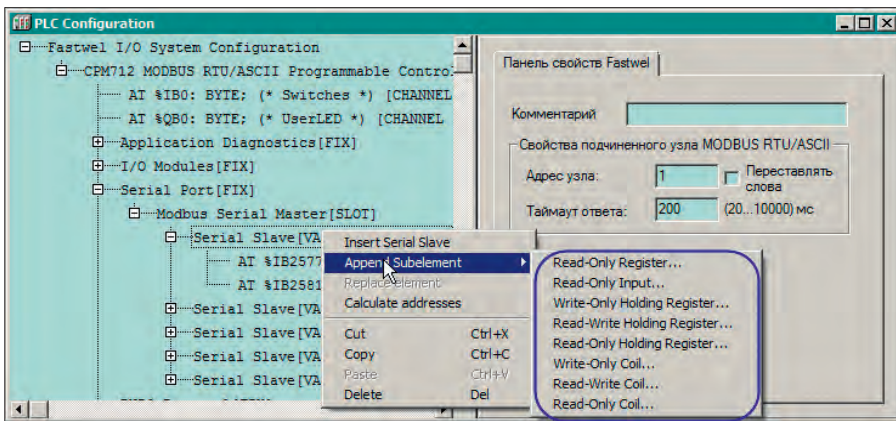 PLC Configuration
Fastwel I/O System Configuration
CPM712 MODBUS RTU/ASCII Programmable Contro
AT %IB0: BYTE; (* Switches *) [CHANNEL
AT %QB0: BYTE; (* UserLED *) [CHANNEL
Application Diagnostics[FIX]
I/O Modules[FIX]
Serial Port[FIX]
Modbus Serial Master[SLOT]
Serial Slave[VA
AT %IB2577
AT %IB2581
Serial Slave[VA
Serial Slave[VA
Serial Slave[VA
Serial Slave[VA
Insert Serial Slave
Append Subelement
Replace element
Calculate addresses
Cut Ctrl+X
Copy Ctrl+C
Paste Ctrl+V
Delete Del
Read-Only Register...
Read-Only Input...
Write-Only Holding Register...
Read-Write Holding Register...
Read-Only Holding Register...
Write-Only Coil...
Read-Write Coil...
Read-Only Coil...
Панель свойств Fastwel
Комментарий
Свойства подчиненного узла MODBUS RTU/ASCII
Адрес узла: 1 Переставлять
слова
Таймаут ответа: 200 (20...10000) мс